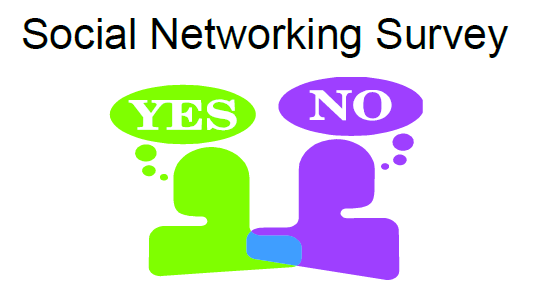 Social Networking Survey
YES
NO